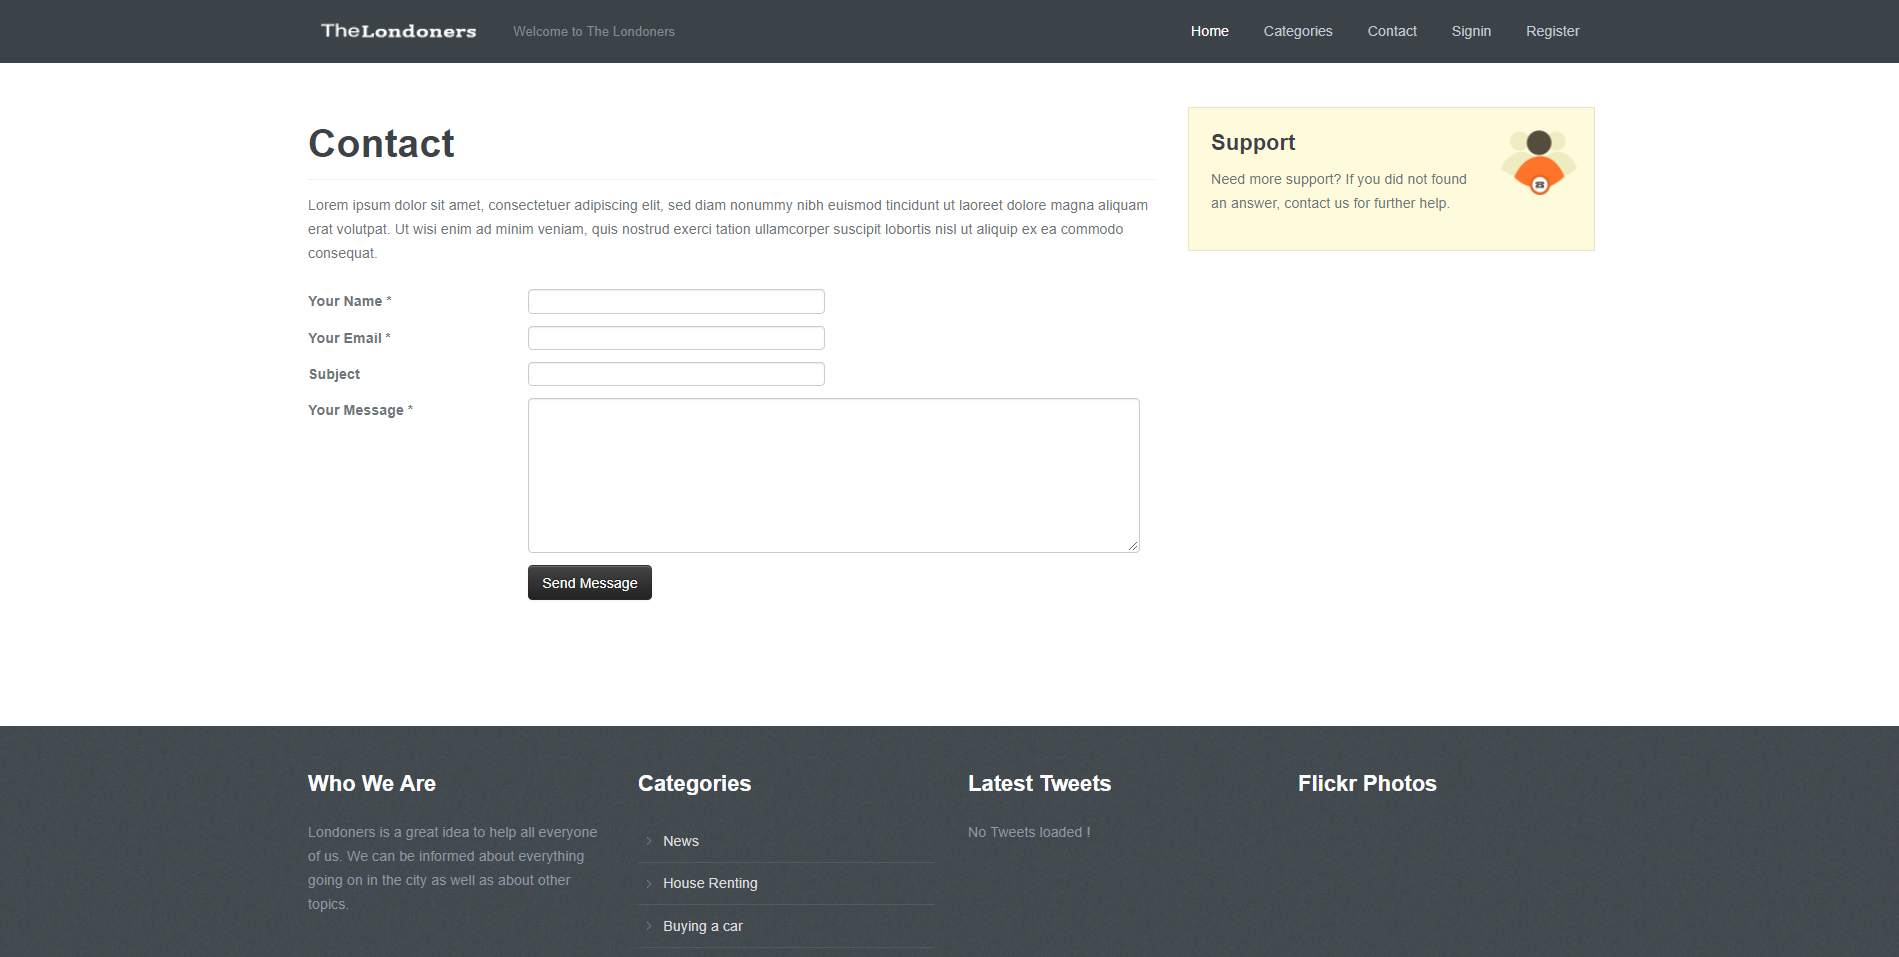 TheLondoners
Welcome to The Londoners
Home
Categories
Contact
Signin
Register
Contact
Lorem ipsum dolor sit amet, consectetuer adipiscing elit, sed diam nonummy nibh euismod tincidunt ut laoreet dolore magna aliquam
erat volutpat. Ut wisi enim ad minim veniam, quis nostrud exerci tation ullamcorper suscipit lobortis nisl ut aliquip ex ea commodo
consequat.
Your Name *
Your Email *
Subject
Your Message *
Send Message
Support
Need more support? If you did not found
an answer, contact us for further help.
Who We Are
Londoners is a great idea to help all everyone
of us. We can be informed about everything
going on in the city as well as about other
topics.
Categories
News
House Renting
Buying a car
Latest Tweets
No Tweets loaded !
Flickr Photos